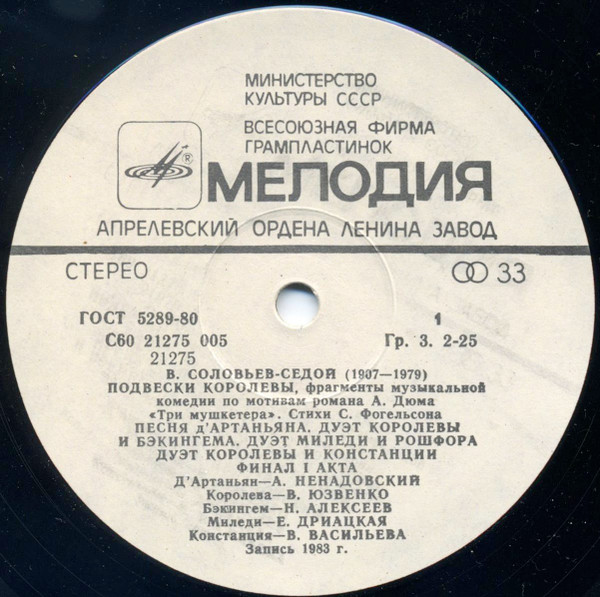 МИНИСТЕРСТВО
КУЛЬТУРЫ СССР
ВСЕСОЮЗНАЯ ФИРМА
ГРАМПЛАСТИНОК
®
МЕЛОДИЯ
АПРЕЛЕВСКИЙ ОРДЕНА ЛЕНИНА ЗАВОД
СТЕРЕО 33
ГОСТ 5289-80 1
С60 21275 005 Гр. 3. 2-25
21275
В. СОЛОВЬЕВ-СЕДОЙ (1907—1979)
ПОДВЕСКИ КОРОЛЕВЫ, фрагменты музыкальной
комедии по мотивам романа А. Дюма
«Три мушкетера». Стихи С. Фогельсона
ПЕСНЯ д'АРТАНЬЯНА. ДУЭТ КОРОЛЕВЫ
И БЭКИНГЕМА. ДУЭТ МИЛЕДИ И РОШФОРА
ДУЭТ КОРОЛЕВЫ И КОНСТАНЦИИ
ФИНАЛ I АКТА
Д'Артаньян—А. НЕНАДОВСКИЙ
Королева—В. ЮЗВЕНКО
Бэкингем—Н. АЛЕКСЕЕВ
Миледи—Е. ДРИАЦКАЯ
Констанция—В. ВАСИЛЬЕВА
Запись 1983 г.